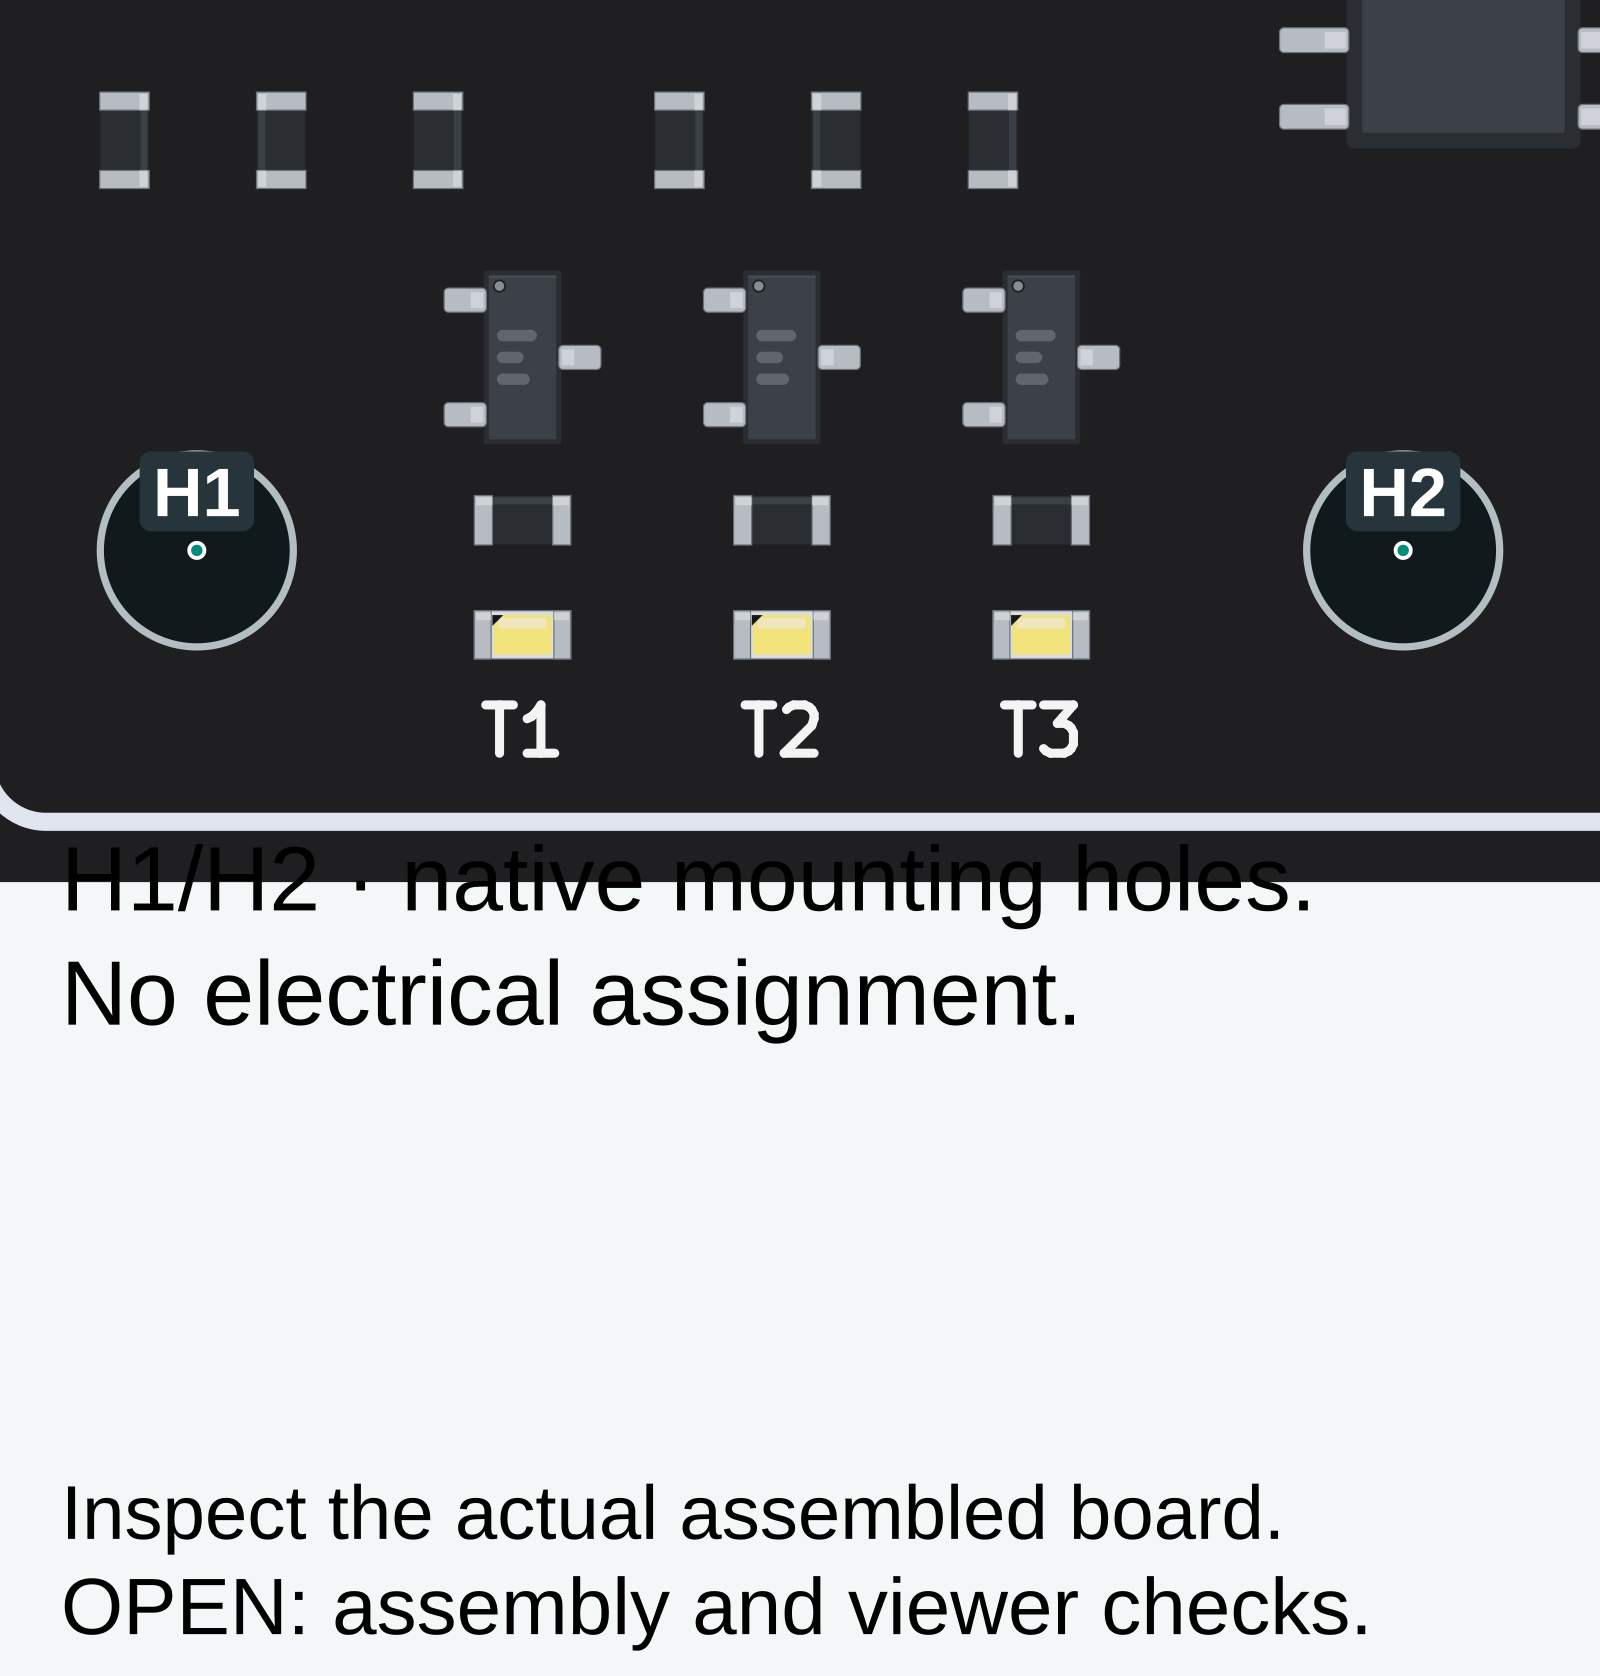 H1 H2
T1 T2 T3
H1/H2 · native mounting holes.
No electrical assignment.
Inspect the actual assembled board.
OPEN: assembly and viewer checks.